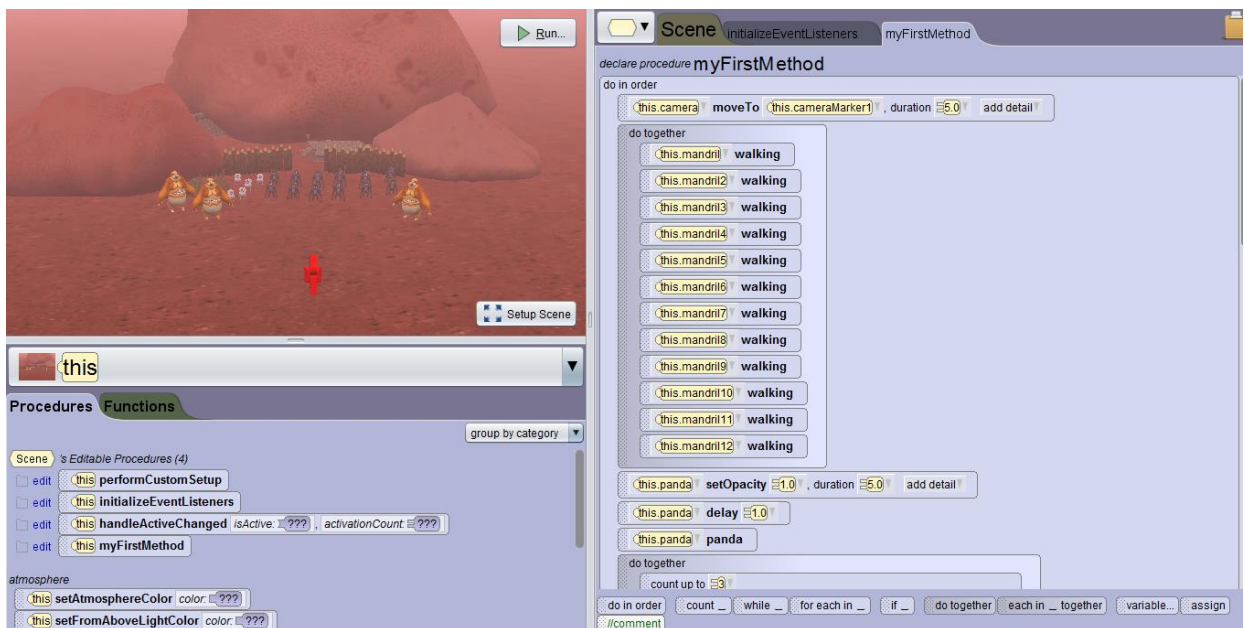 Run...
Setup Scene
this
Procedures Functions
group by category
Scene 's Editable Procedures (4)
edit this performCustomSetup
edit this initializeEventListeners
edit this handleActiveChanged isActive: ??? , activationCount: ???
edit this myFirstMethod
atmosphere
this setAtmosphereColor color: ???
this setFromAboveLightColor color: ???
Scene initializeEventListeners myFirstMethod
declare procedure myFirstMethod
do in order
this.camera moveTo this.cameraMarker1 , duration 5.0 add detail
do together
this.mandril walking
this.mandril2 walking
this.mandril3 walking
this.mandril4 walking
this.mandril5 walking
this.mandril6 walking
this.mandril7 walking
this.mandril8 walking
this.mandril9 walking
this.mandril10 walking
this.mandril11 walking
this.mandril12 walking
this.panda setOpacity 1.0 , duration 5.0 add detail
this.panda delay 1.0
this.panda panda
do together
count up to 3
do in order count _ while _ for each in _ if _ do together each in _ together variable... assign
//comment